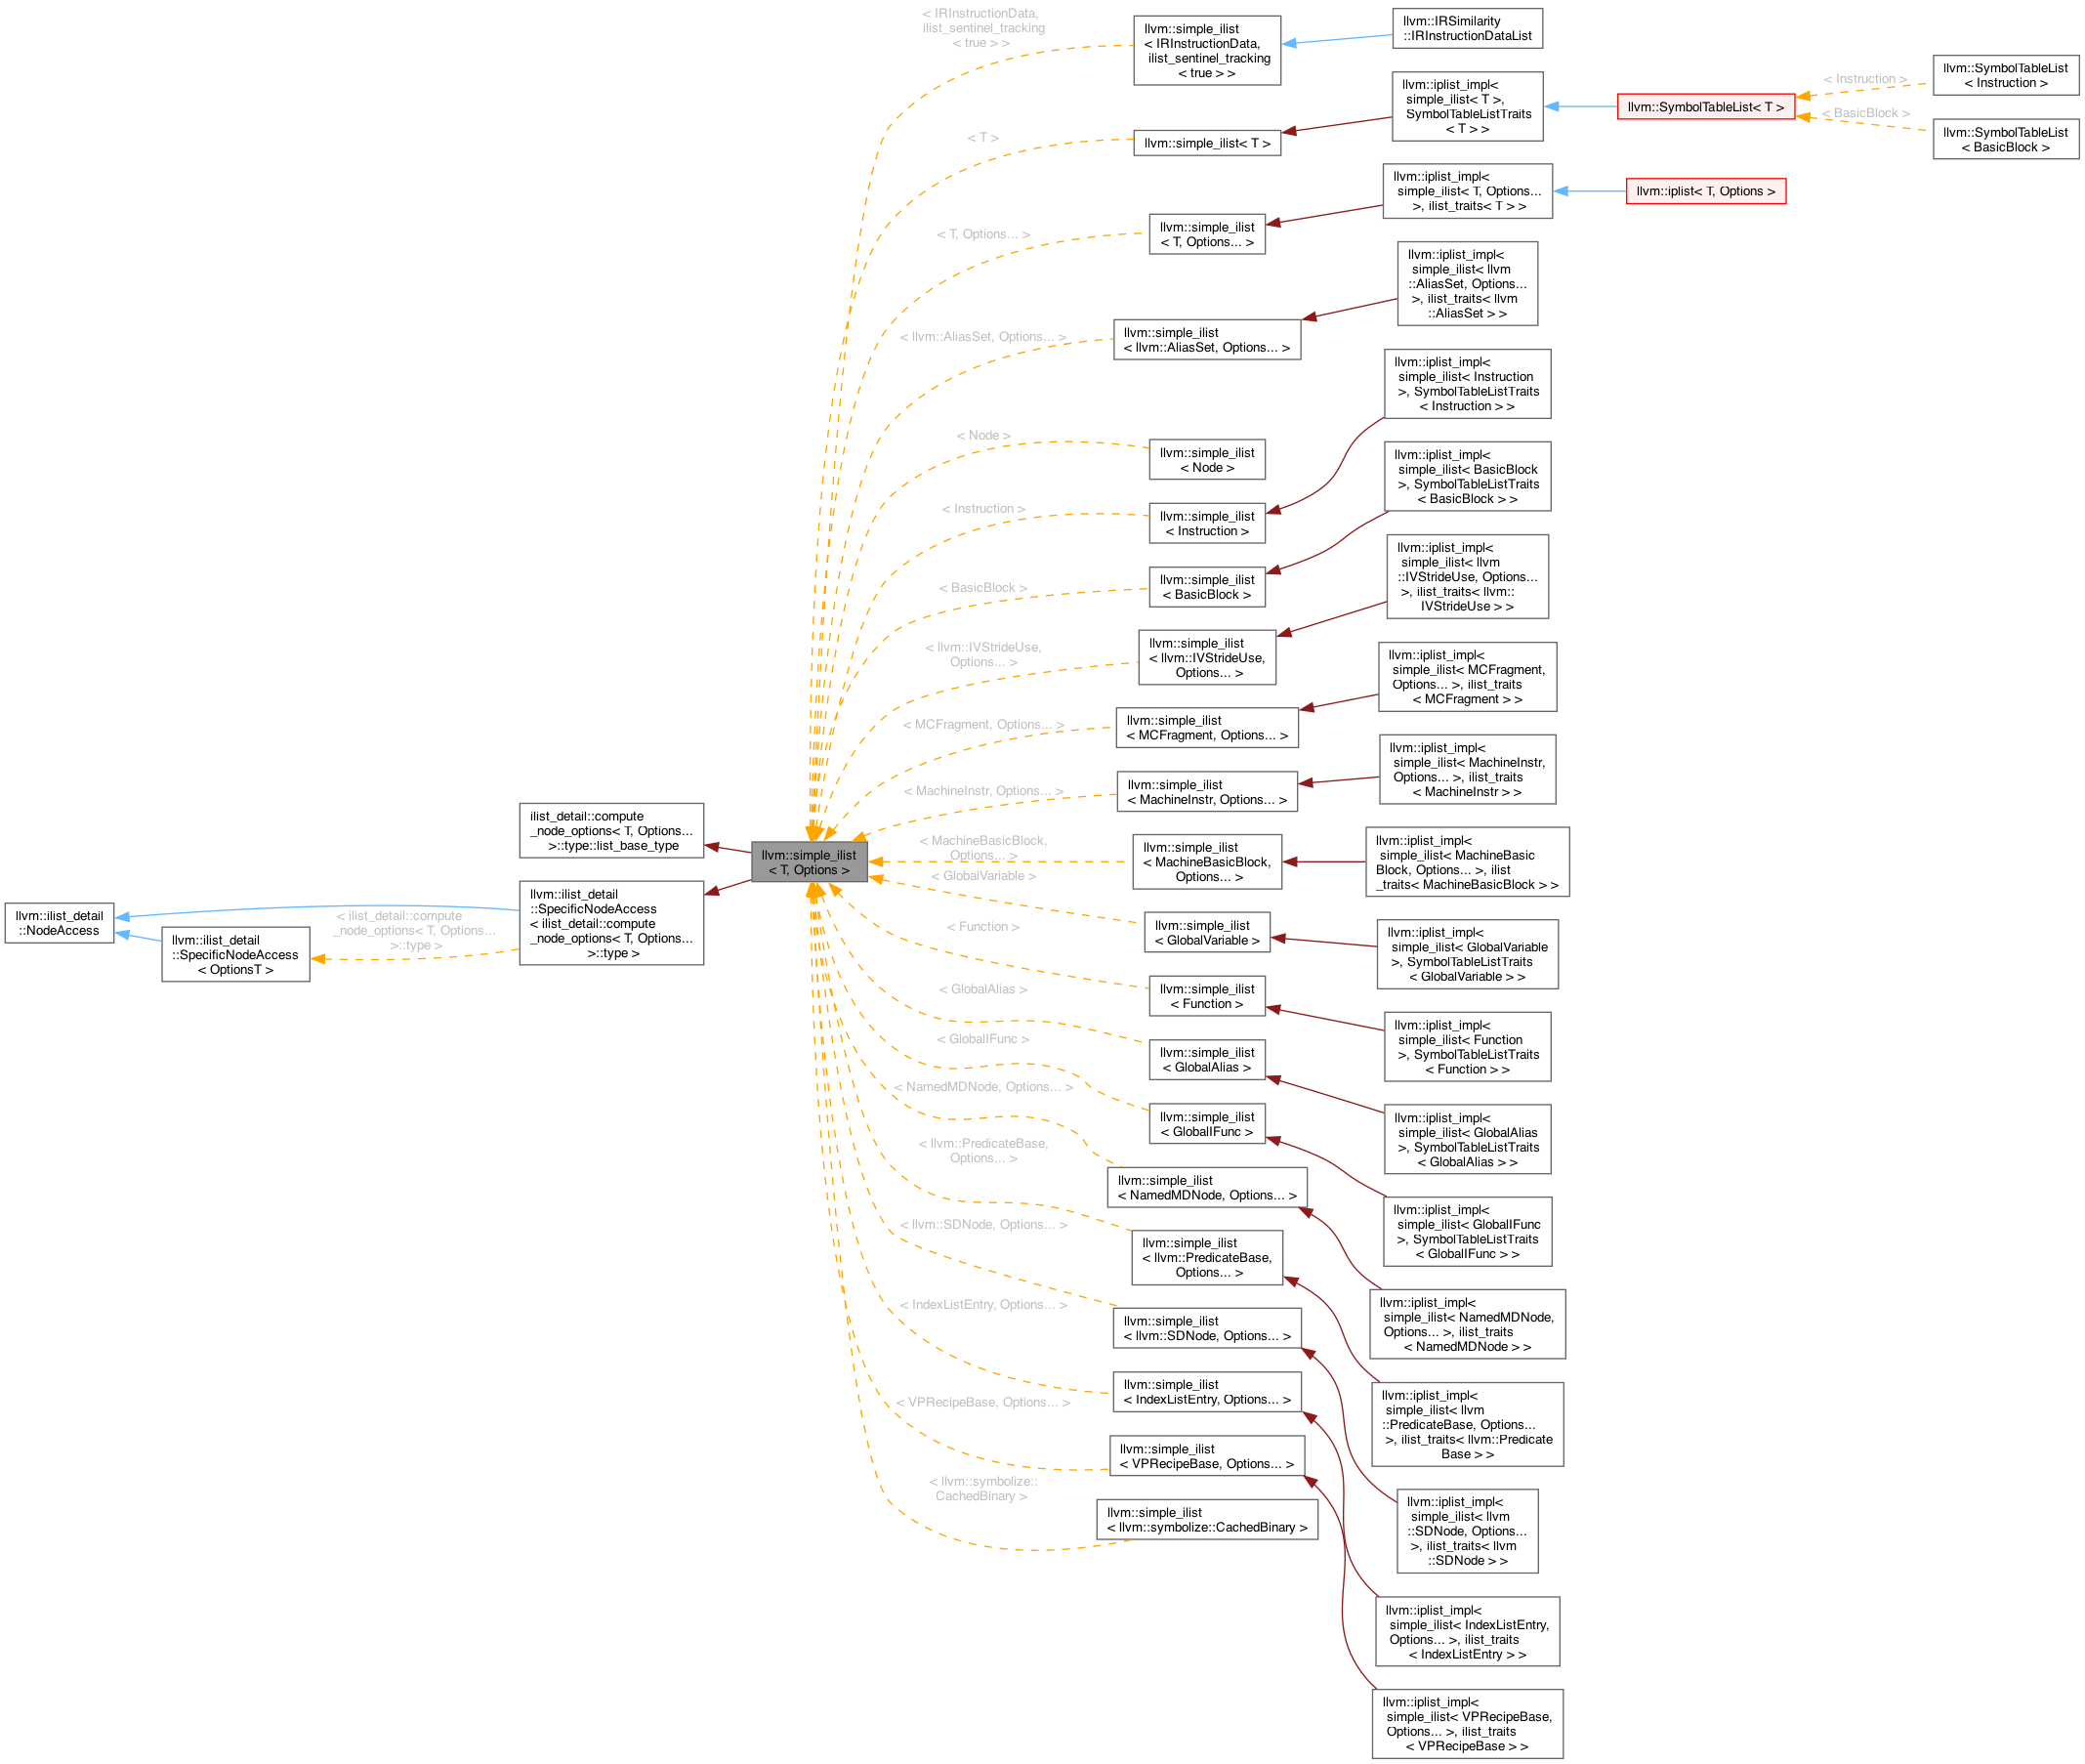 llvm::ilist_detail
::NodeAccess
llvm::ilist_detail
::SpecificNodeAccess
< OptionsT >
< ilist_detail::compute
_node_options< T, Options...
>::type >
ilist_detail::compute
_node_options< T, Options...
>::type::list_base_type
llvm::ilist_detail
::SpecificNodeAccess
< ilist_detail::compute
_node_options< T, Options...
>::type >
llvm::simple_ilist
< T, Options >
< IRInstructionData,
ilist_sentinel_tracking
< true > >
< T >
< T, Options... >
< llvm::AliasSet, Options... >
< Node >
< Instruction >
< BasicBlock >
< llvm::IVStrideUse,
Options... >
< MCFragment, Options... >
< MachineInstr, Options... >
< MachineBasicBlock,
Options... >
< GlobalVariable >
< Function >
< GlobalAlias >
< GlobalIFunc >
< NamedMDNode, Options... >
< llvm::PredicateBase,
Options... >
< llvm::SDNode, Options... >
< IndexListEntry, Options... >
< VPRecipeBase, Options... >
< llvm::symbolize::
CachedBinary >
llvm::simple_ilist
< IRInstructionData,
ilist_sentinel_tracking
< true > >
llvm::simple_ilist< T >
llvm::simple_ilist
< T, Options... >
llvm::simple_ilist
< llvm::AliasSet, Options... >
llvm::simple_ilist
< Node >
llvm::simple_ilist
< Instruction >
llvm::simple_ilist
< BasicBlock >
llvm::simple_ilist
< llvm::IVStrideUse,
Options... >
llvm::simple_ilist
< MCFragment, Options... >
llvm::simple_ilist
< MachineInstr, Options... >
llvm::simple_ilist
< MachineBasicBlock,
Options... >
llvm::simple_ilist
< GlobalVariable >
llvm::simple_ilist
< Function >
llvm::simple_ilist
< GlobalAlias >
llvm::simple_ilist
< GlobalIFunc >
llvm::simple_ilist
< NamedMDNode, Options... >
llvm::simple_ilist
< llvm::PredicateBase,
Options... >
llvm::simple_ilist
< llvm::SDNode, Options... >
llvm::simple_ilist
< IndexListEntry, Options... >
llvm::simple_ilist
< VPRecipeBase, Options... >
llvm::simple_ilist
< llvm::symbolize::CachedBinary >
llvm::IRSimilarity
::IRInstructionDataList
llvm::iplist_impl<
simple_ilist< T >,
SymbolTableListTraits
< T > >
llvm::iplist_impl<
simple_ilist< T, Options...
>, ilist_traits< T > >
llvm::iplist_impl<
simple_ilist< llvm
::AliasSet, Options...
>, ilist_traits< llvm
::AliasSet > >
llvm::iplist_impl<
simple_ilist< Instruction
>, SymbolTableListTraits
< Instruction > >
llvm::iplist_impl<
simple_ilist< BasicBlock
>, SymbolTableListTraits
< BasicBlock > >
llvm::iplist_impl<
simple_ilist< llvm
::IVStrideUse, Options...
>, ilist_traits< llvm::
IVStrideUse > >
llvm::iplist_impl<
simple_ilist< MCFragment,
Options... >, ilist_traits
< MCFragment > >
llvm::iplist_impl<
simple_ilist< MachineInstr,
Options... >, ilist_traits
< MachineInstr > >
llvm::iplist_impl<
simple_ilist< MachineBasic
Block, Options... >, ilist
_traits< MachineBasicBlock > >
llvm::iplist_impl<
simple_ilist< GlobalVariable
>, SymbolTableListTraits
< GlobalVariable > >
llvm::iplist_impl<
simple_ilist< Function
>, SymbolTableListTraits
< Function > >
llvm::iplist_impl<
simple_ilist< GlobalAlias
>, SymbolTableListTraits
< GlobalAlias > >
llvm::iplist_impl<
simple_ilist< GlobalIFunc
>, SymbolTableListTraits
< GlobalIFunc > >
llvm::iplist_impl<
simple_ilist< NamedMDNode,
Options... >, ilist_traits
< NamedMDNode > >
llvm::iplist_impl<
simple_ilist< llvm
::PredicateBase, Options...
>, ilist_traits< llvm::Predicate
Base > >
llvm::iplist_impl<
simple_ilist< llvm
::SDNode, Options...
>, ilist_traits< llvm
::SDNode > >
llvm::iplist_impl<
simple_ilist< IndexListEntry,
Options... >, ilist_traits
< IndexListEntry > >
llvm::iplist_impl<
simple_ilist< VPRecipeBase,
Options... >, ilist_traits
< VPRecipeBase > >
llvm::SymbolTableList< T >
llvm::iplist< T, Options >
< Instruction >
< BasicBlock >
llvm::SymbolTableList
< Instruction >
llvm::SymbolTableList
< BasicBlock >